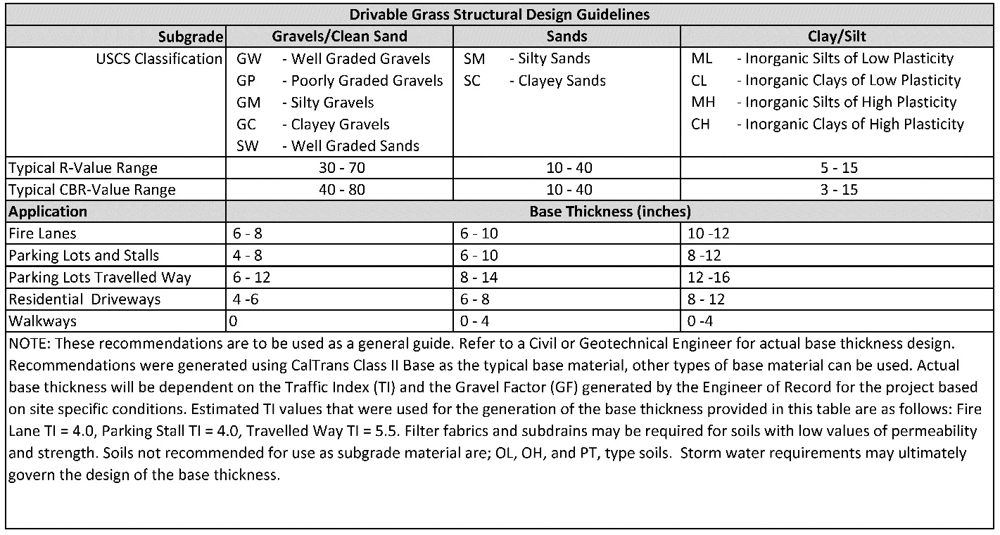 Drivable Grass Structural Design Guidelines
Subgrade Gravels/Clean Sand Sands Clay/Silt
USCS Classification GW - Well Graded Gravels SM - Silty Sands ML - Inorganic Silts of Low Plasticity
GP - Poorly Graded Gravels SC - Clayey Sands CL - Inorganic Clays of Low Plasticity
GM - Silty Gravels MH - Inorganic Silts of High Plasticity
GC - Clayey Gravels CH - Inorganic Clays of High Plasticity
SW - Well Graded Sands
Typical R-Value Range 30 - 70 10 - 40 5 - 15
Typical CBR-Value Range 40 - 80 10 - 40 3 - 15
Application Base Thickness (inches)
Fire Lanes 6 - 8 6 - 10 10 -12
Parking Lots and Stalls 4 - 8 6 - 10 8 -12
Parking Lots Travelled Way 6 - 12 8 - 14 12 -16
Residential Driveways 4 -6 6 - 8 8 - 12
Walkways 0 0 - 4 0 -4
NOTE: These recommendations are to be used as a general guide. Refer to a Civil or Geotechnical Engineer for actual base thickness design.
Recommendations were generated using CalTrans Class II Base as the typical base material, other types of base material can be used. Actual
base thickness will be dependent on the Traffic Index (TI) and the Gravel Factor (GF) generated by the Engineer of Record for the project based
on site specific conditions. Estimated TI values that were used for the generation of the base thickness provided in this table are as follows: Fire
Lane TI = 4.0, Parking Stall TI = 4.0, Travelled Way TI = 5.5. Filter fabrics and subdrains may be required for soils with low values of permeability
and strength. Soils not recommended for use as subgrade material are; OL, OH, and PT, type soils. Storm water requirements may ultimately
govern the design of the base thickness.